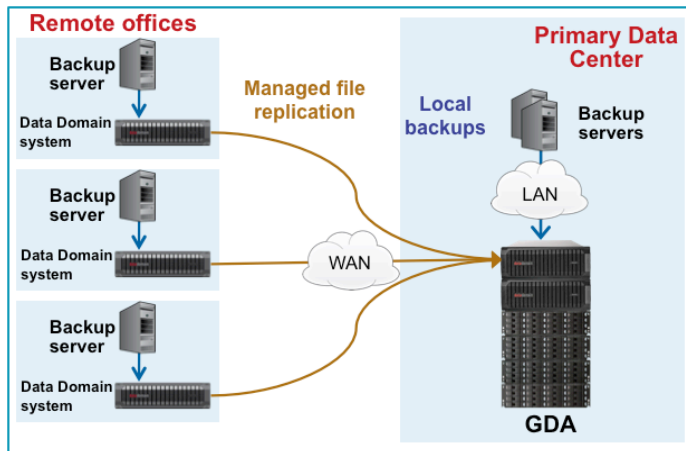 Remote offices
Backup
server
Data Domain
system
Backup
server
Data Domain
system
Backup
server
Data Domain
system
Managed file
replication
WAN
Primary Data
Center
Local
backups
Backup
servers
LAN
GDA